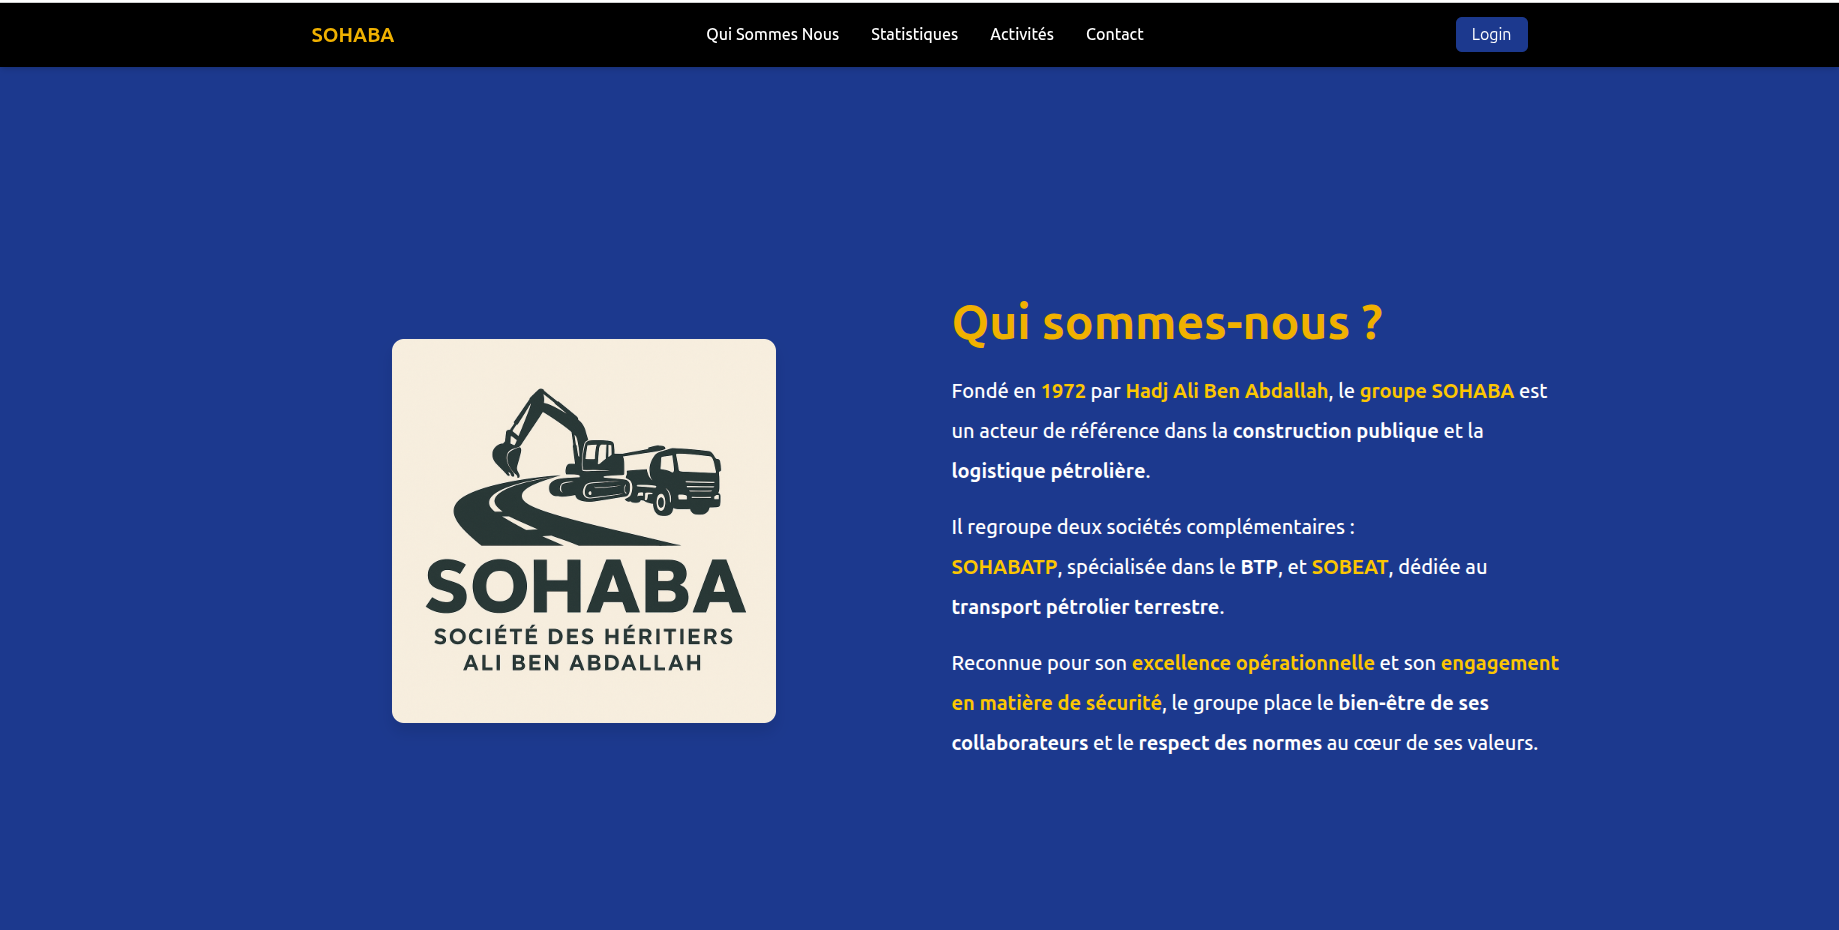 SOHABA
Qui Sommes Nous
Statistiques
Activités
Contact
Login
SOHABA
SOCIÉTÉ DES HÉRITIERS
ALI BEN ABDALLAH
Qui sommes-nous ?
Fondé en 1972 par Hadj Ali Ben Abdallah, le groupe SOHABA est
un acteur de référence dans la construction publique et la
logistique pétrolière.
Il regroupe deux sociétés complémentaires :
SOHABATP, spécialisée dans le BTP, et SOBEAT, dédiée au
transport pétrolier terrestre.
Reconnue pour son excellence opérationnelle et son engagement
en matière de sécurité, le groupe place le bien-être de ses
collaborateurs et le respect des normes au cœur de ses valeurs.